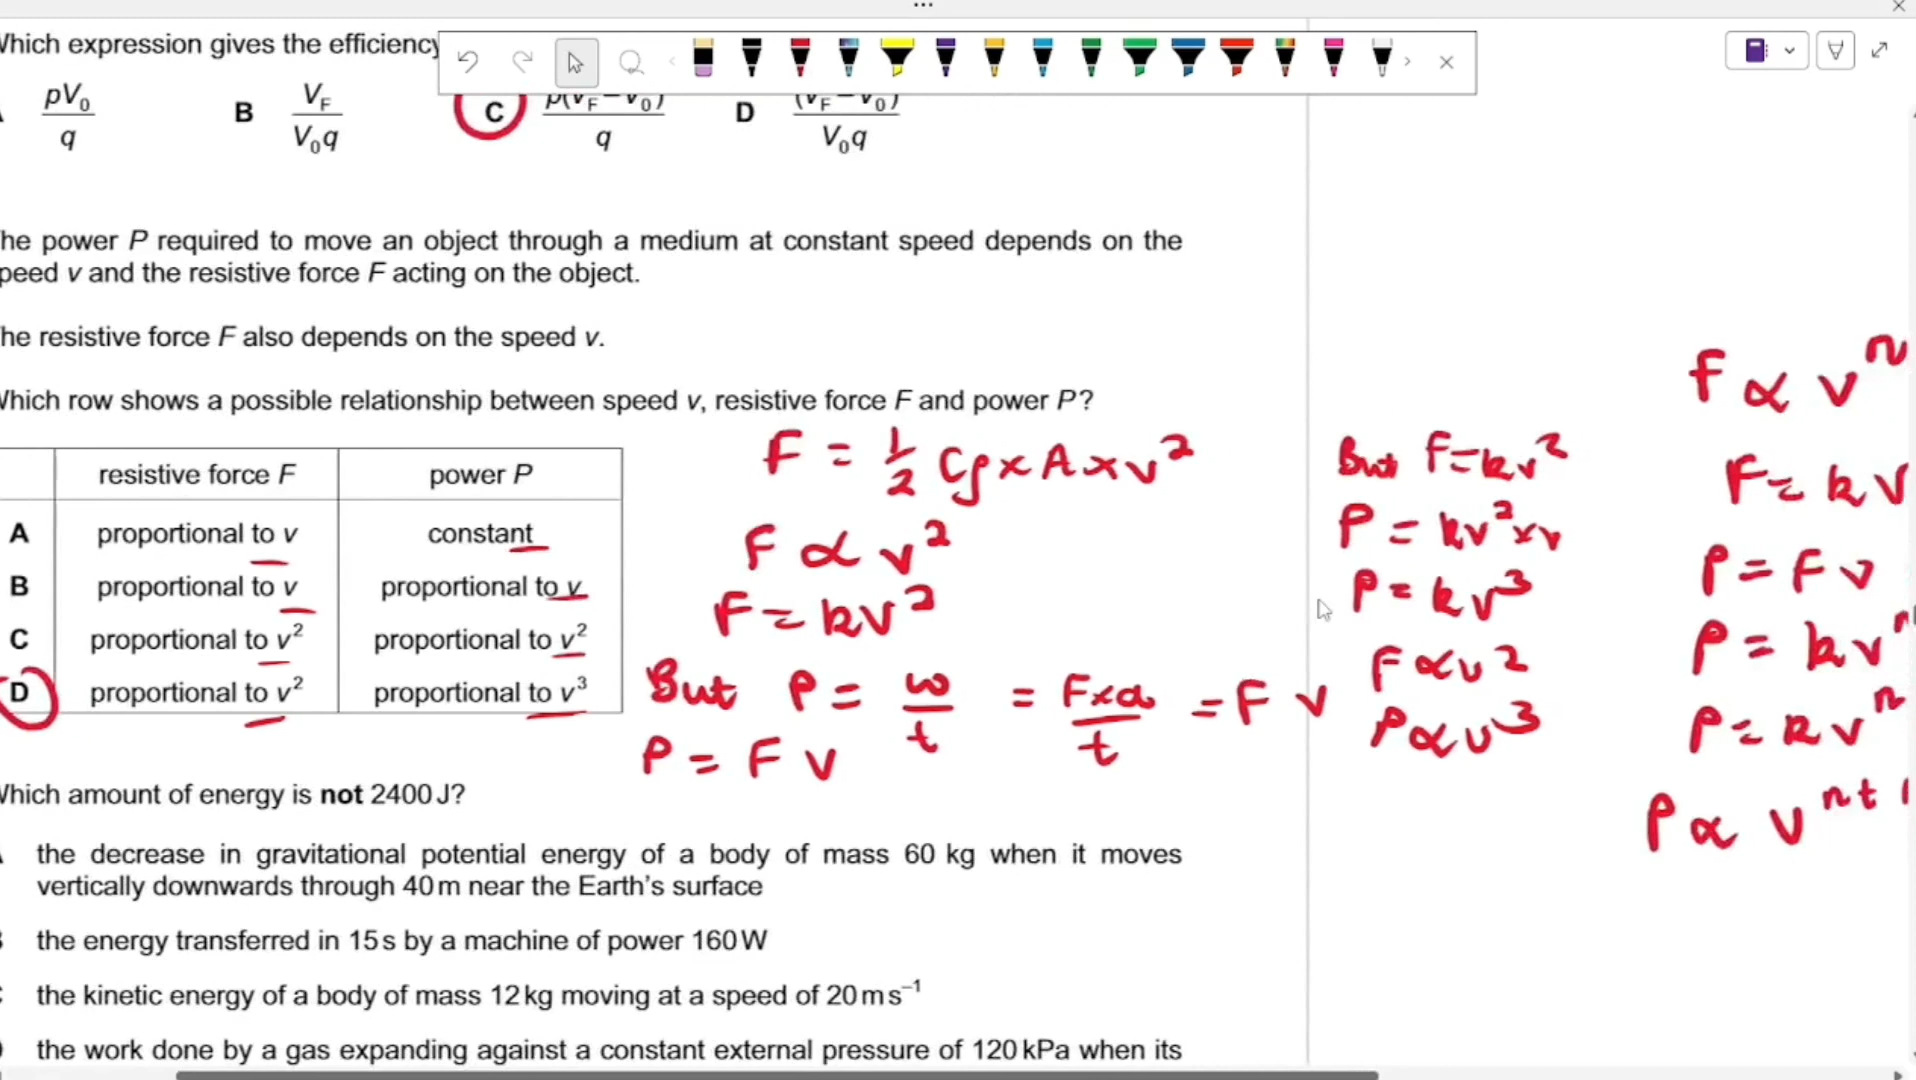 Which expression gives the efficiency
pV₀/q B V_F/V₀q C p(V_F – V₀)/q D (V_F – V₀)/V₀q
The power P required to move an object through a medium at constant speed depends on the
speed v and the resistive force F acting on the object.
The resistive force F also depends on the speed v.
Which row shows a possible relationship between speed v, resistive force F and power P?
resistive force F power P
A proportional to v constant
B proportional to v proportional to v
C proportional to v² proportional to v²
D proportional to v² proportional to v³
F = 1/2 Cρ × A × v²
F ∝ v²
F = kv²
But P = w/t = F×d/t = F v
P = F v
But F = kv²
P = kv² × v
P = kv³
F ∝ v²
P ∝ v³
F ∝ vⁿ
F = kv
P = F v
P = kvⁿ
P = kvⁿ
P ∝ vⁿ⁺¹
Which amount of energy is not 2400 J?
the decrease in gravitational potential energy of a body of mass 60 kg when it moves
vertically downwards through 40 m near the Earth's surface
the energy transferred in 15 s by a machine of power 160 W
the kinetic energy of a body of mass 12 kg moving at a speed of 20 m s⁻¹
the work done by a gas expanding against a constant external pressure of 120 kPa when its